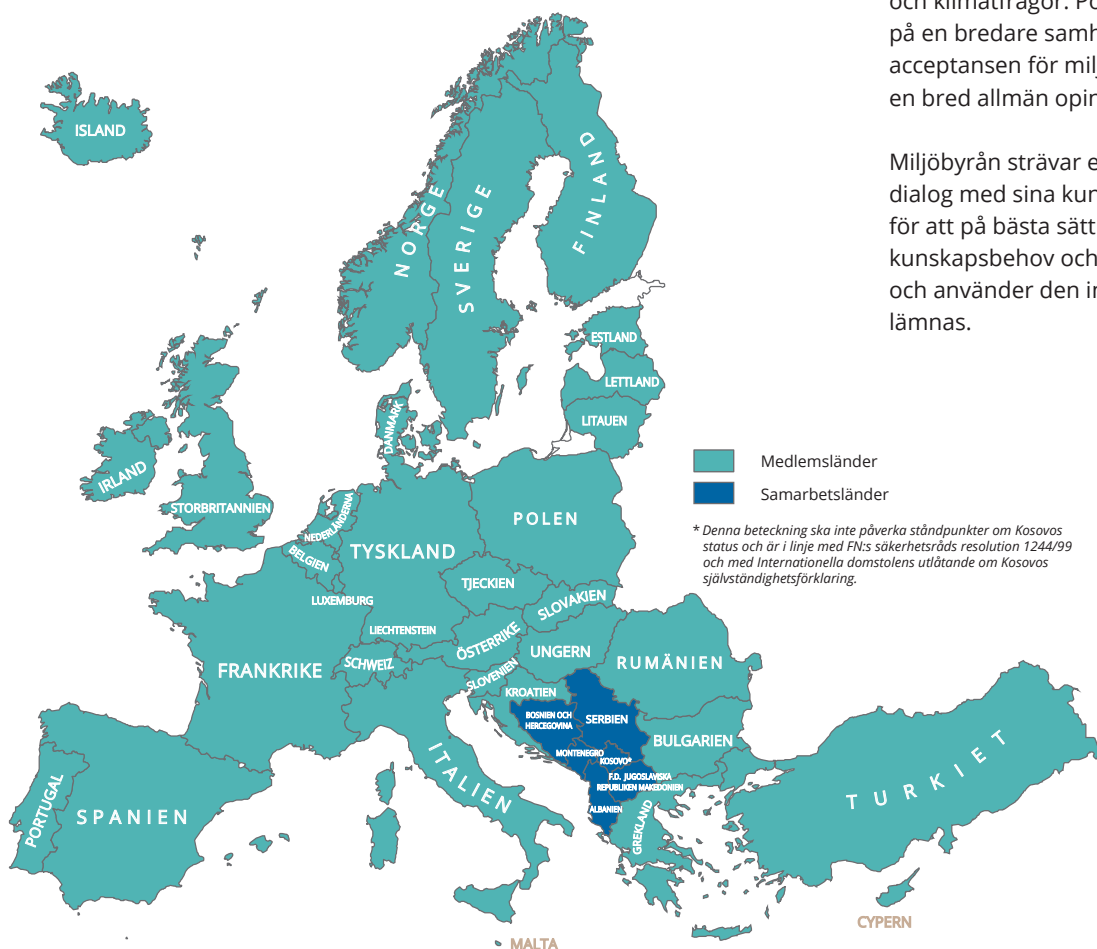 och klimatfrågor. Po
på en bredare samh
acceptansen för milj
en bred allmän opin
Miljöbyrån strävar e
dialog med sina kun
för att på bästa sätt
kunskapsbehov och
och använder den in
lämnas.
ISLAND
NORGE
SVERIGE
FINLAND
ESTLAND
LETTLAND
LITAUEN
DANMARK
IRLAND
STORBRITANNIEN
NEDERLÄNDERNA
BELGIEN
LUXEMBURG
TYSKLAND
POLEN
TJECKIEN
SLOVAKIEN
LIECHTENSTEIN
ÖSTERRIKE
UNGERN
FRANKRIKE
SCHWEIZ
SLOVENIEN
KROATIEN
RUMÄNIEN
BOSNIEN OCH
HERCEGOVINA
SERBIEN
BULGARIEN
MONTENEGRO
KOSOVO*
F.D. JUGOSLAVISKA
REPUBLIKEN MAKEDONIEN
ALBANIEN
GREKLAND
ITALIEN
PORTUGAL
SPANIEN
TURKIET
MALTA
CYPERN
Medlemsländer
Samarbetsländer
* Denna beteckning ska inte påverka ståndpunkter om Kosovos
status och är i linje med FN:s säkerhetsråds resolution 1244/99
och med Internationella domstolens utlåtande om Kosovos
självständighetsförklaring.